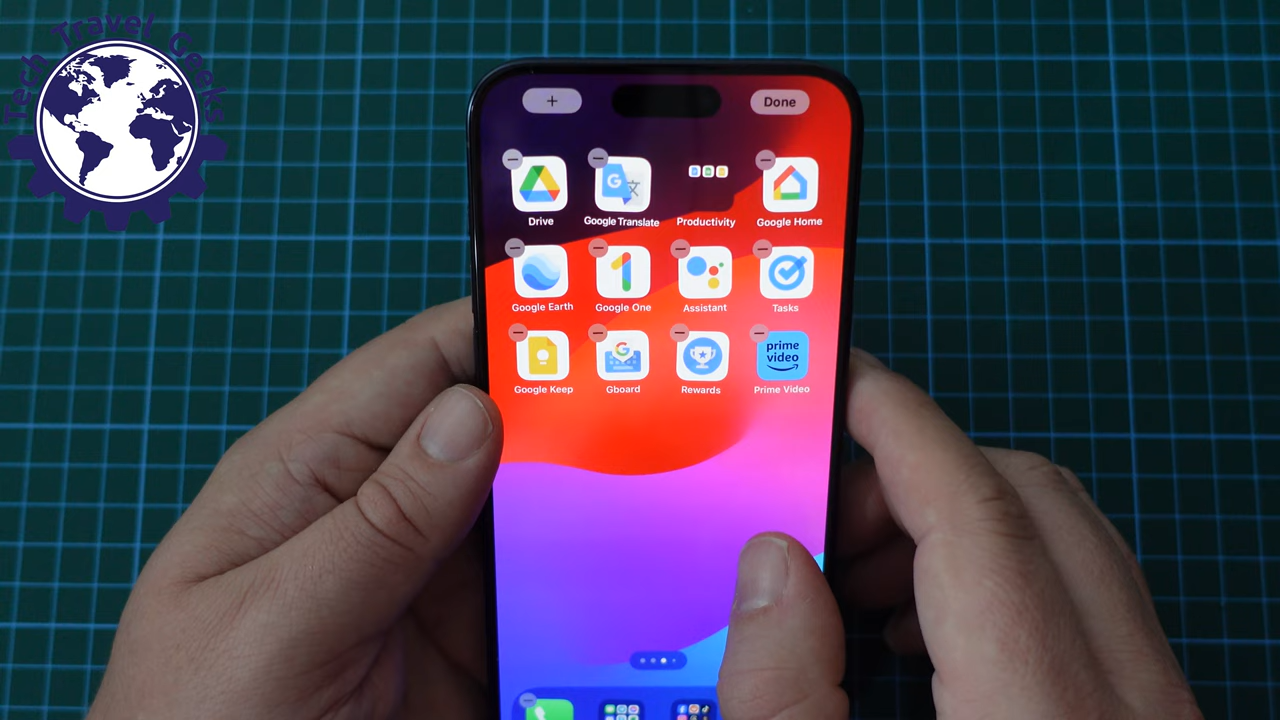 Tech Travel Geeks
+
Done
Drive
Google Translate
Productivity
Google Home
Google Earth
Google One
Assistant
Tasks
Google Keep
Gboard
Rewards
prime
video
Prime Video